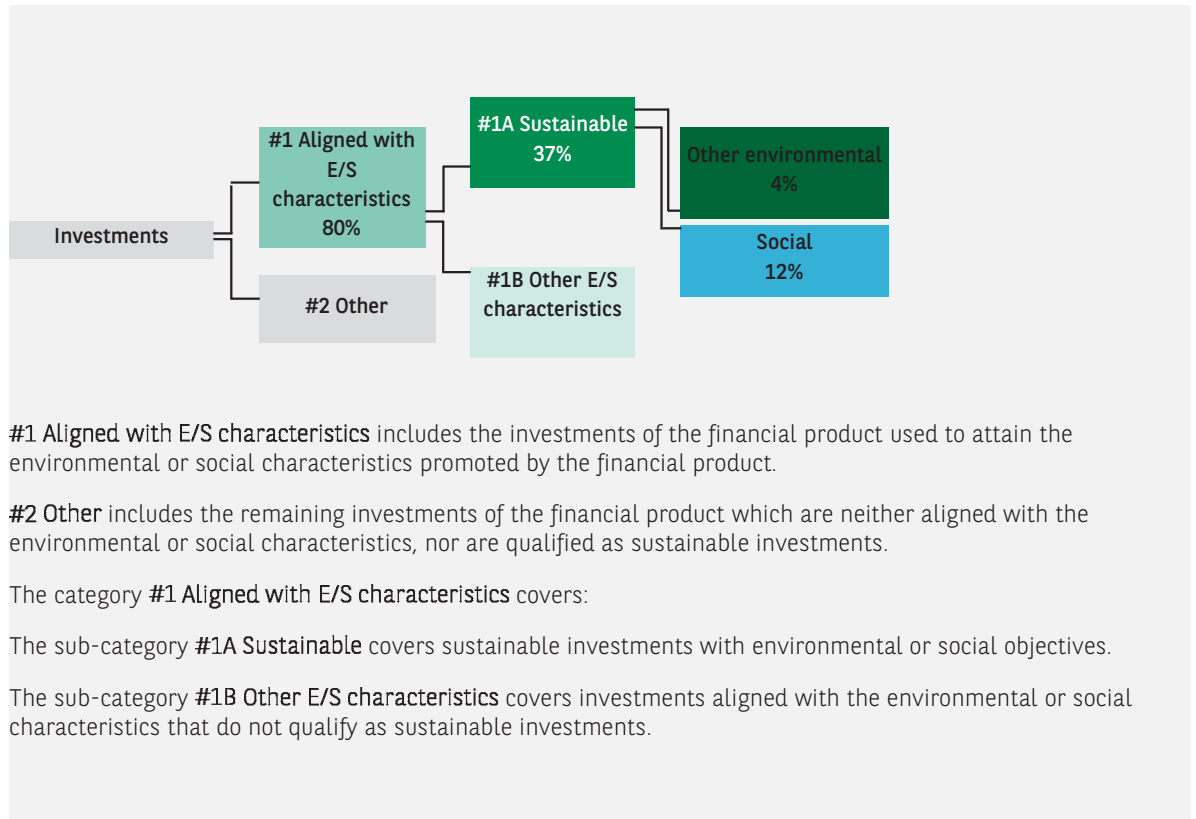 #1A Sustainable
37%
#1 Aligned with
E/S
characteristics
80%
Other environmental
4%
Investments
Social
12%
#1B Other E/S
characteristics
#2 Other
#1 Aligned with E/S characteristics includes the investments of the financial product used to attain the
environmental or social characteristics promoted by the financial product.
#2 Other includes the remaining investments of the financial product which are neither aligned with the
environmental or social characteristics, nor are qualified as sustainable investments.
The category #1 Aligned with E/S characteristics covers:
The sub-category #1A Sustainable covers sustainable investments with environmental or social objectives.
The sub-category #1B Other E/S characteristics covers investments aligned with the environmental or social
characteristics that do not qualify as sustainable investments.